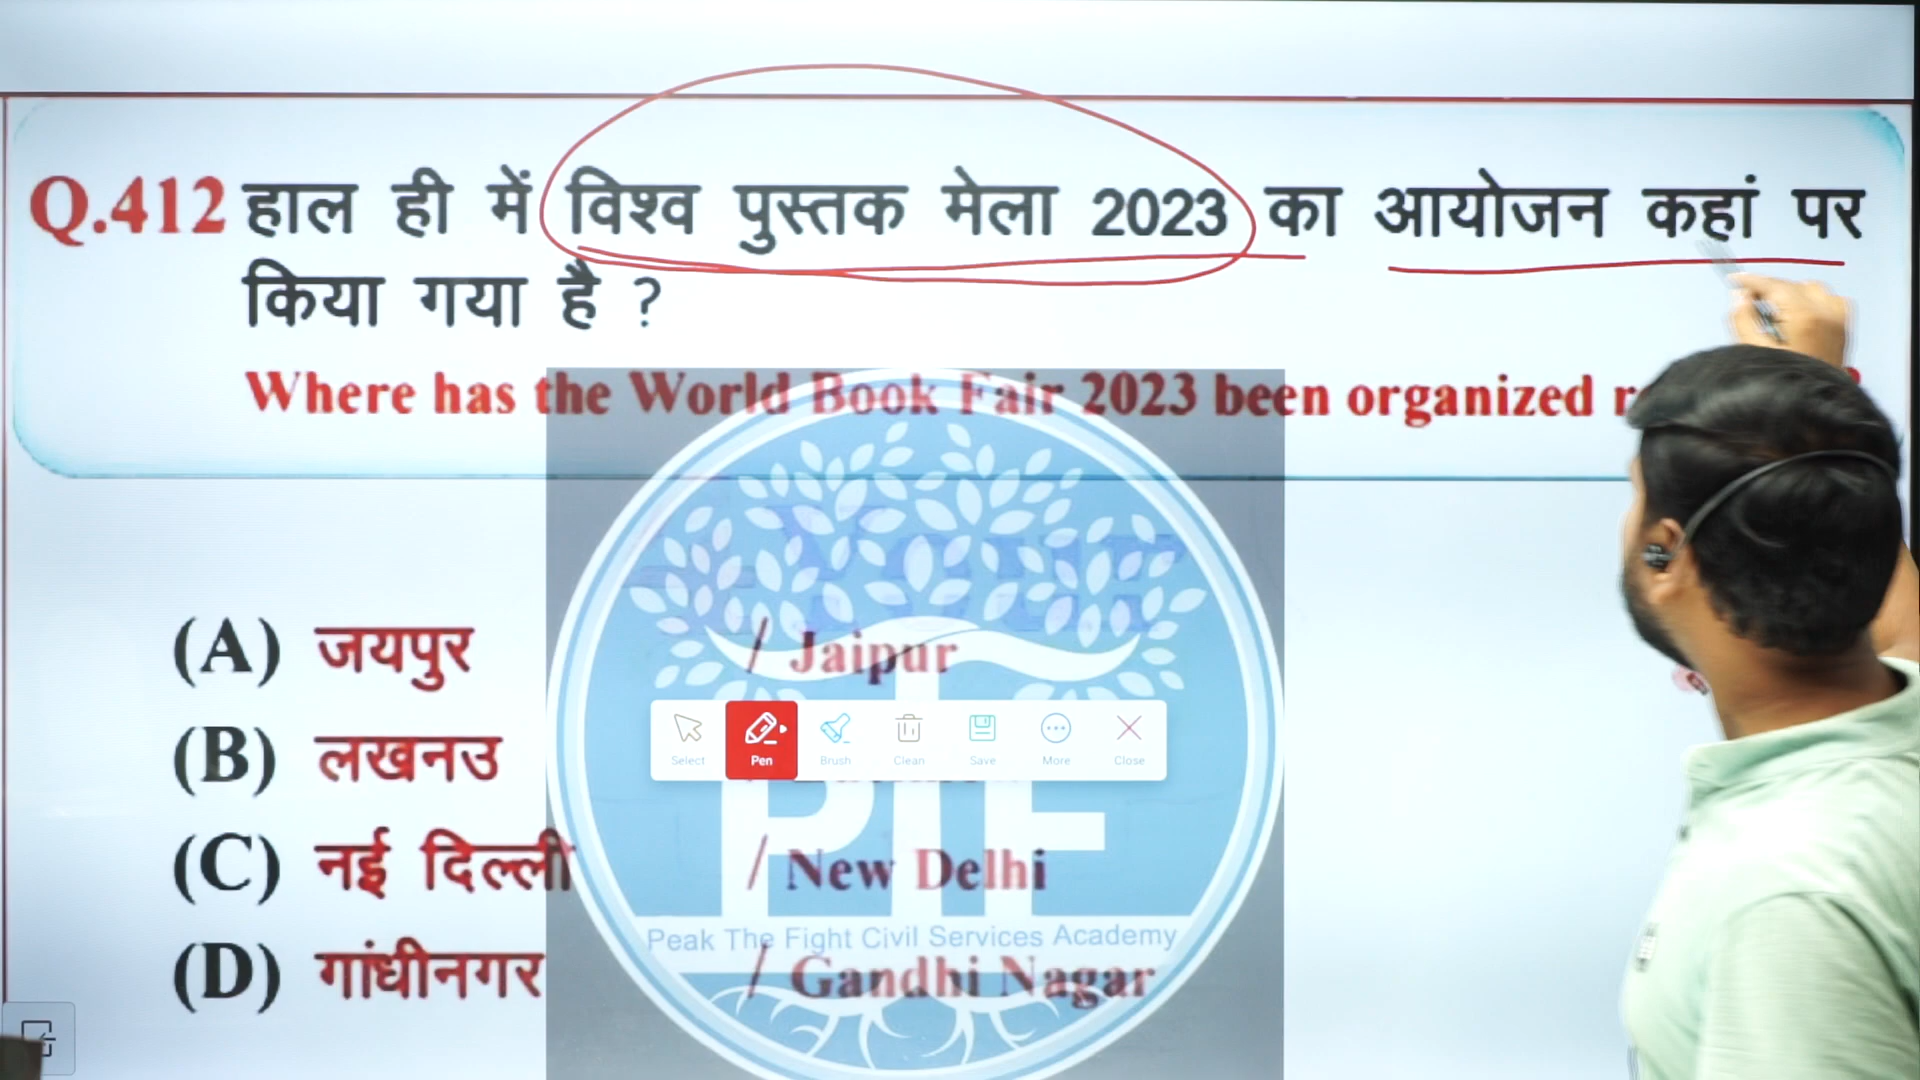 Q.412 हाल ही में विश्व पुस्तक मेला 2023 का आयोजन कहां पर
किया गया है ?
Where has the World Book Fair 2023 been organized
(A) जयपुर / Jaipur
Select Pen Brush Clean Save More Close
(B) लखनउ
PTF
(C) नई दिल्ली / New Delhi
Peak The Fight Civil Services Academy
(D) गांधीनगर / Gandhi Nagar